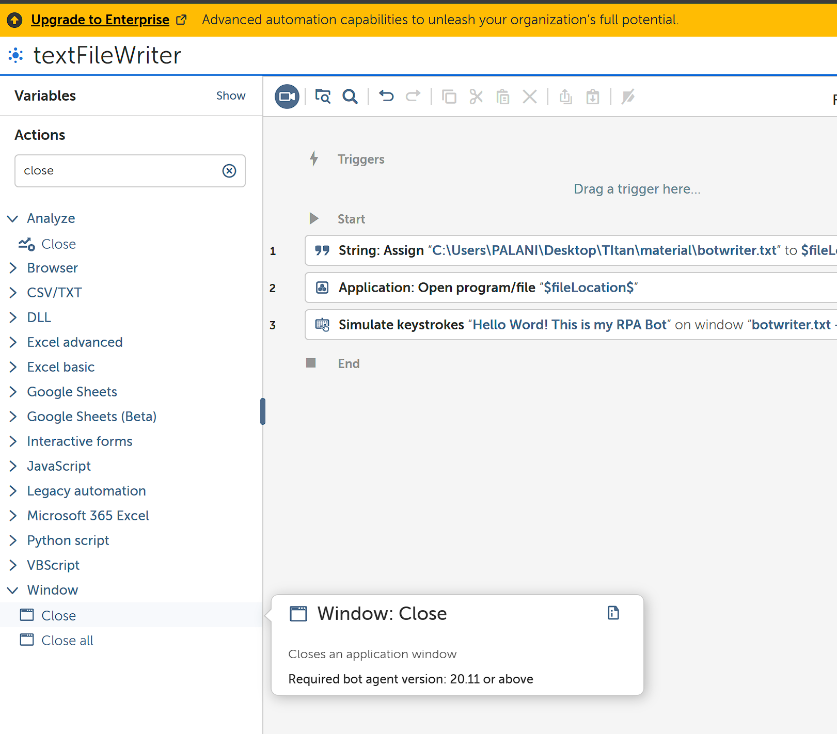 Upgrade to Enterprise Advanced automation capabilities to unleash your organization's full potential.
textFileWriter
Variables Show
Actions
close
Analyze
Close
Browser
CSV/TXT
DLL
Excel advanced
Excel basic
Google Sheets
Google Sheets (Beta)
Interactive forms
JavaScript
Legacy automation
Microsoft 365 Excel
Python script
VBScript
Window
Close
Close all
Triggers
Drag a trigger here...
Start
1 String: Assign "C:\Users\PALANI\Desktop\TItan\material\botwriter.txt" to $fileL
2 Application: Open program/file "$fileLocation$"
3 Simulate keystrokes "Hello Word! This is my RPA Bot" on window "botwriter.txt -
End
Window: Close
Closes an application window
Required bot agent version: 20.11 or above